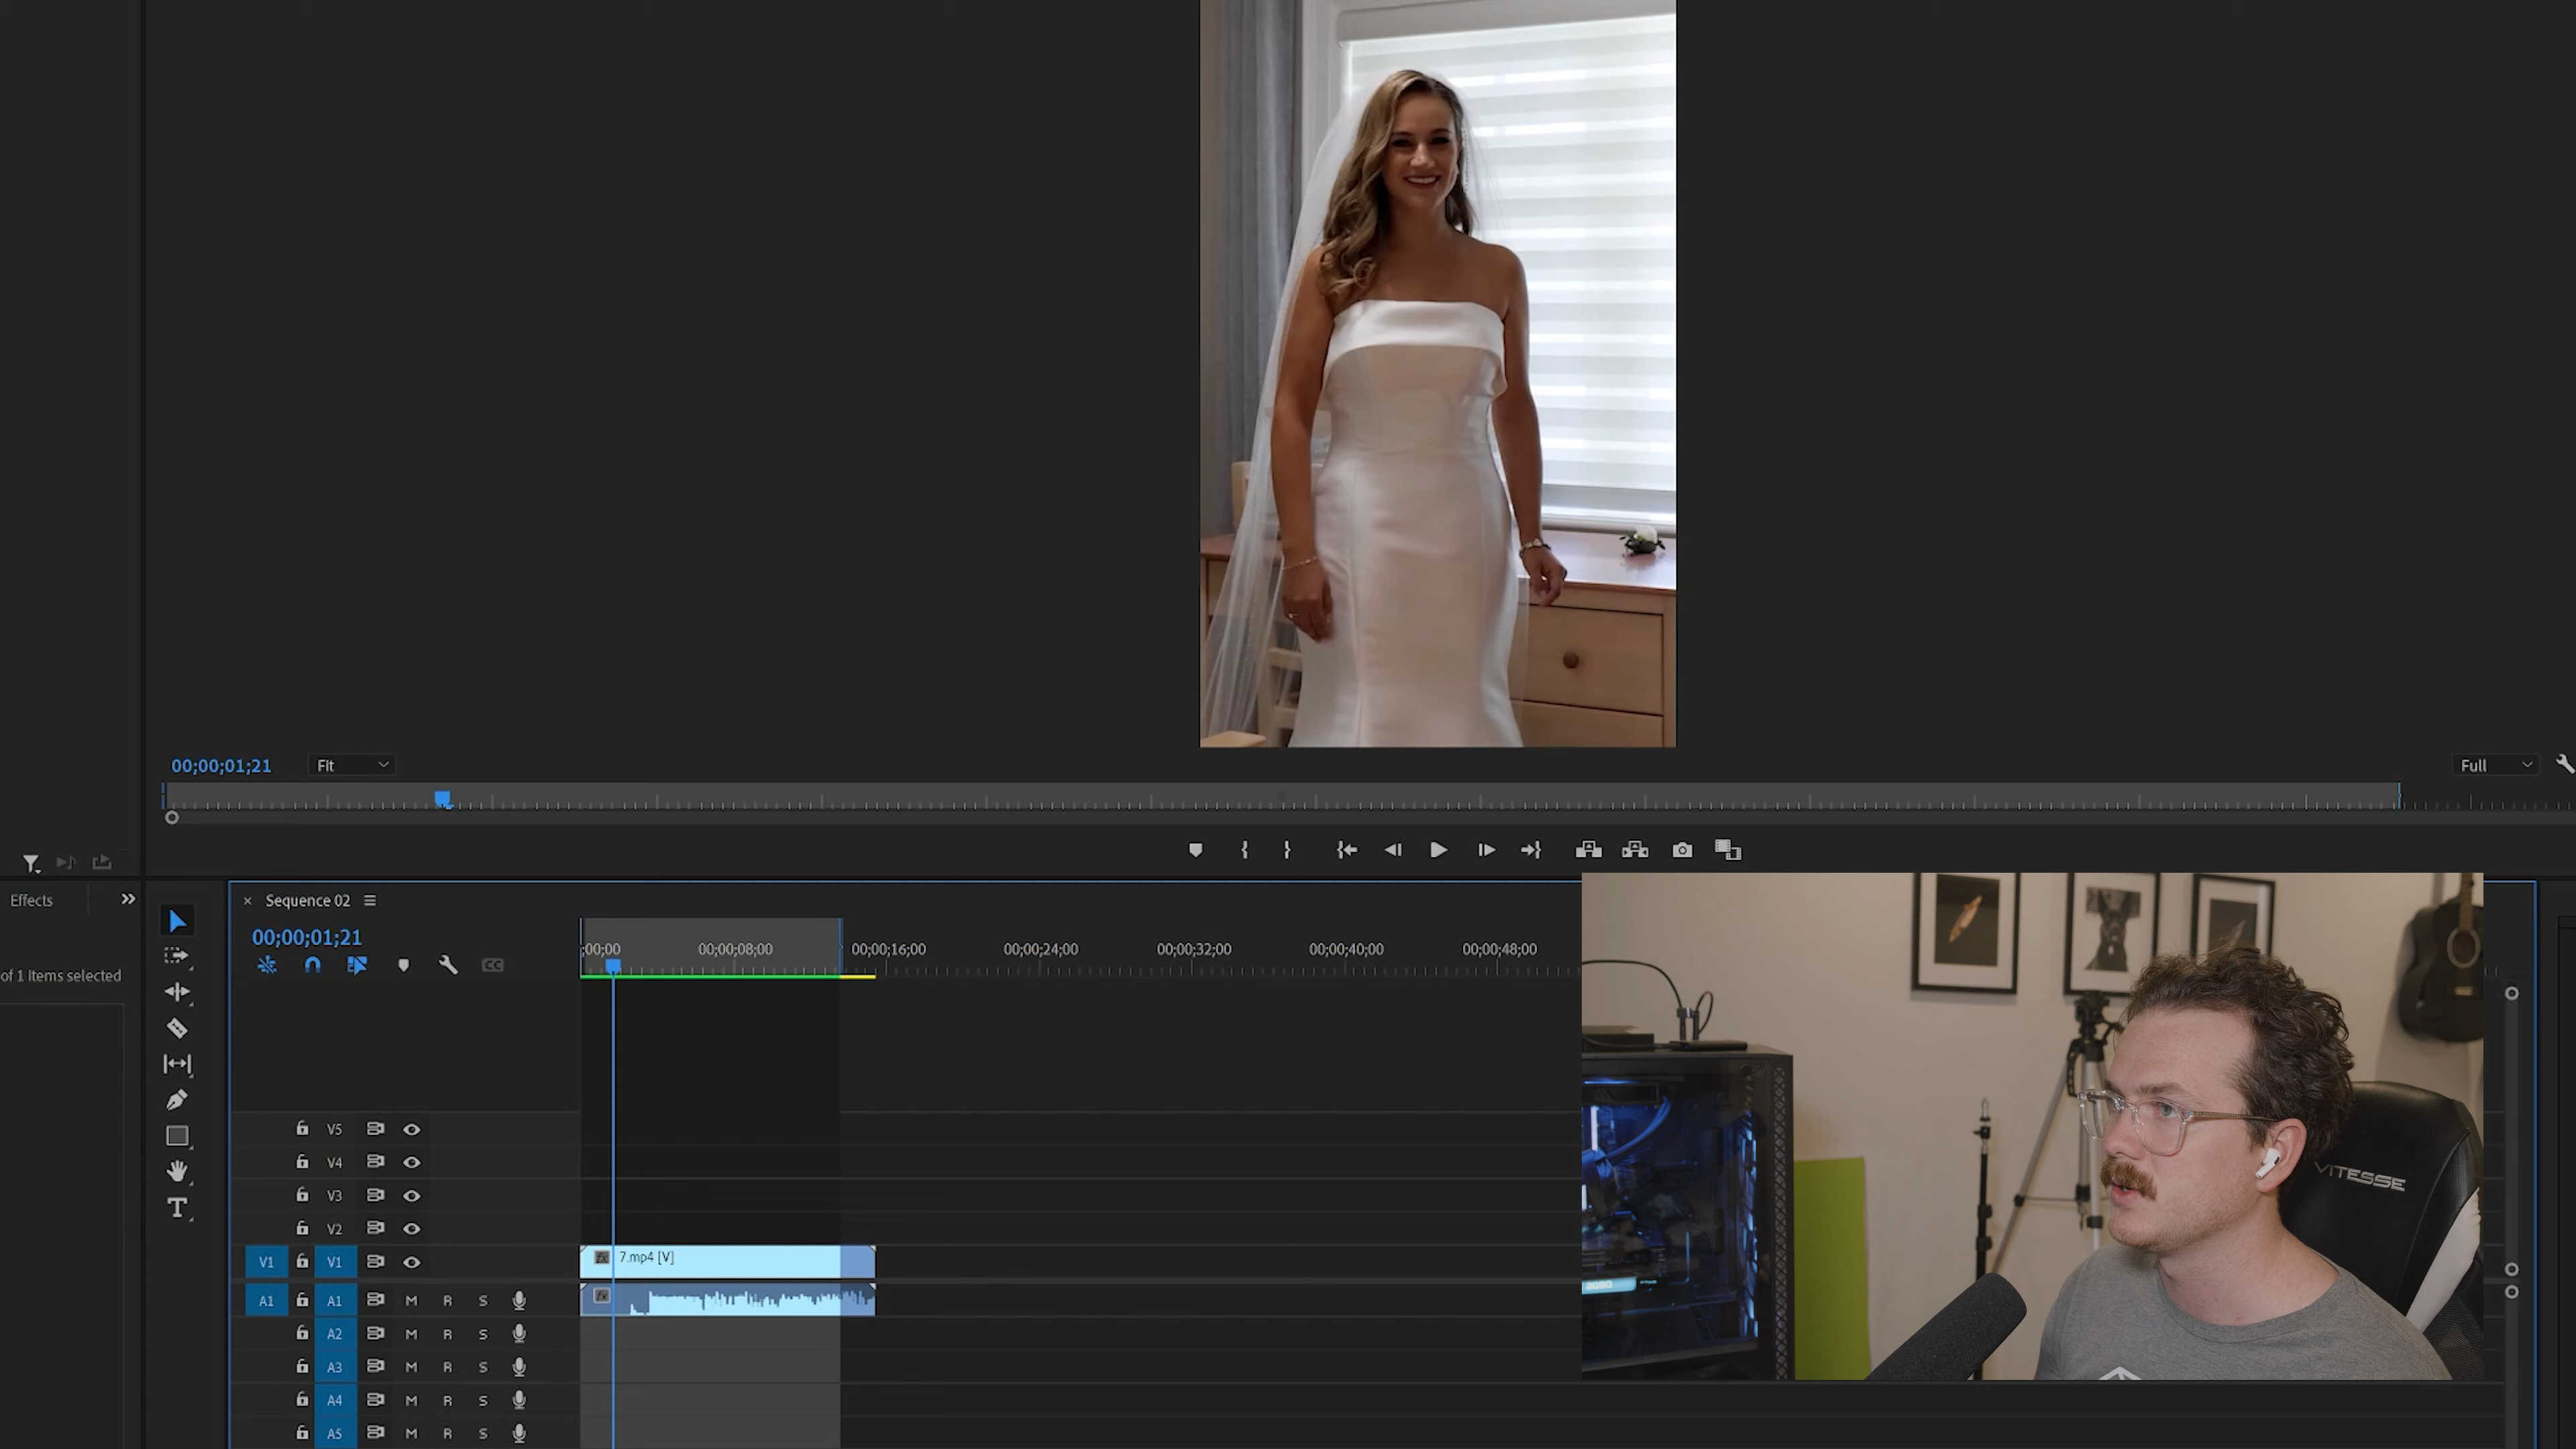 00;00;01;21
Fit
Full
Effects
Sequence 02
00;00;01;21
;00;00
00;00;08;00
00;00;16;00
00;00;24;00
00;00;32;00
00;00;40;00
00;00;48;00
CC
of 1 Items selected
V5
V4
V3
V2
V1 V1
7.mp4 [V]
fx
A1 A1 M R S
fx
A2 M R S
A3 M R S
A4 M R S
A5 M R S
T
VITESSE